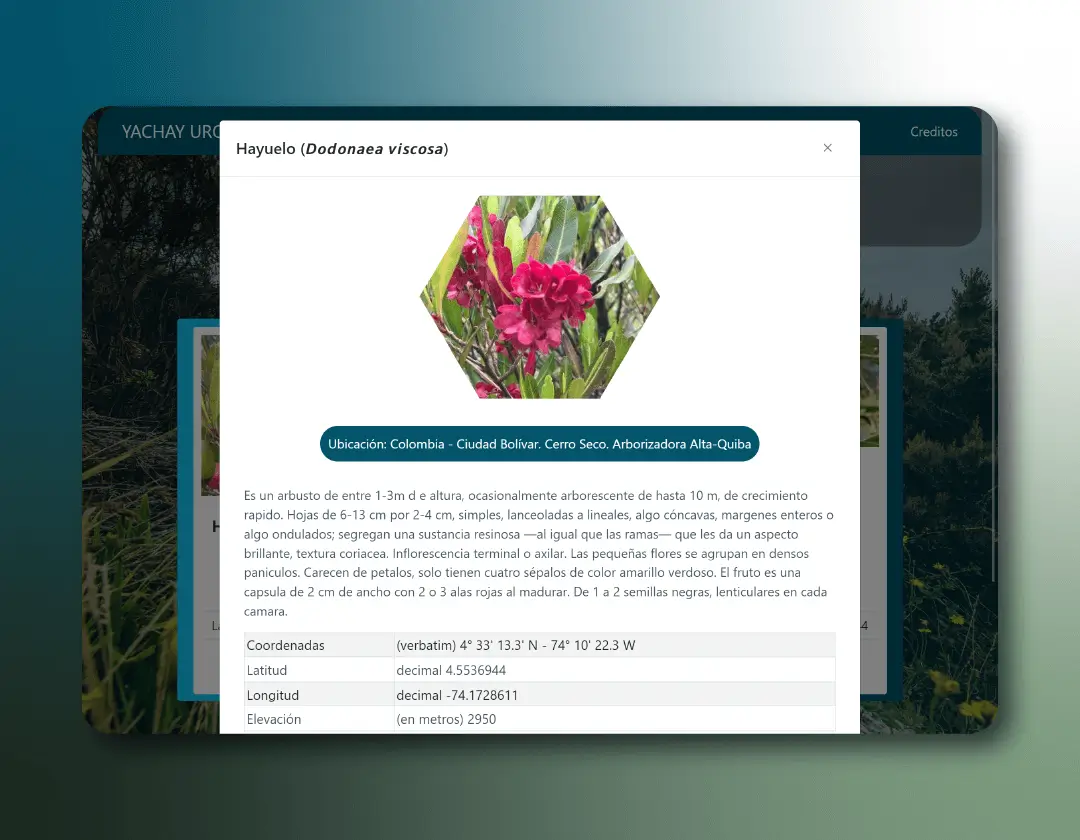 YACHAY URC
Creditos
Hayuelo (Dodonaea viscosa)
×
Ubicación: Colombia - Ciudad Bolívar. Cerro Seco. Arborizadora Alta-Quiba
Es un arbusto de entre 1-3m d e altura, ocasionalmente arborescente de hasta 10 m, de crecimiento
rapido. Hojas de 6-13 cm por 2-4 cm, simples, lanceoladas a lineales, algo cóncavas, margenes enteros o
algo ondulados; segregan una sustancia resinosa —al igual que las ramas— que les da un aspecto
brillante, textura coriacea. Inflorescencia terminal o axilar. Las pequeñas flores se agrupan en densos
paniculos. Carecen de petalos, solo tienen cuatro sépalos de color amarillo verdoso. El fruto es una
capsula de 2 cm de ancho con 2 o 3 alas rojas al madurar. De 1 a 2 semillas negras, lenticulares en cada
camara.
Coordenadas (verbatim) 4° 33' 13.3' N - 74° 10' 22.3 W
Latitud decimal 4.5536944
Longitud decimal -74.1728611
Elevación (en metros) 2950